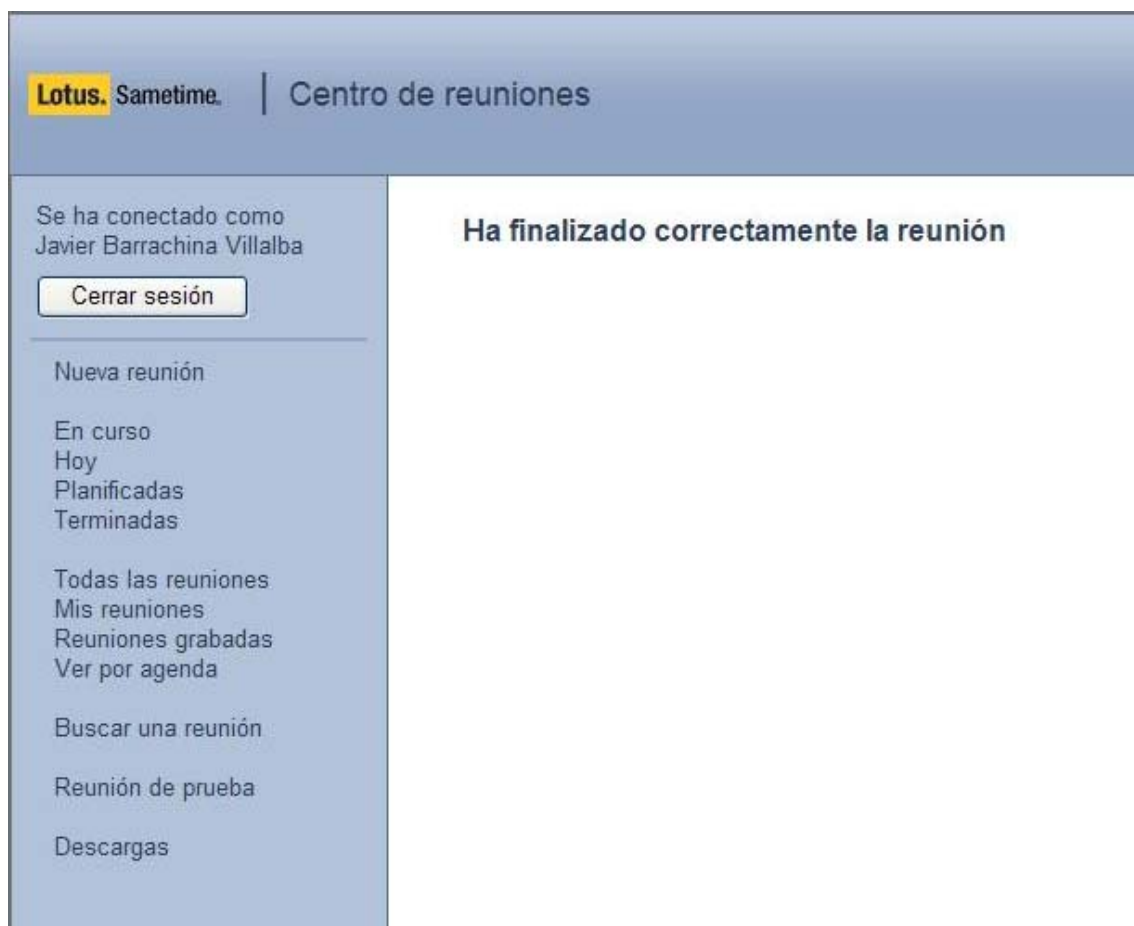 Lotus. Sametime. | Centro de reuniones
Se ha conectado como
Javier Barrachina Villalba
Cerrar sesión
Nueva reunión
En curso
Hoy
Planificadas
Terminadas
Todas las reuniones
Mis reuniones
Reuniones grabadas
Ver por agenda
Buscar una reunión
Reunión de prueba
Descargas
Ha finalizado correctamente la reunión